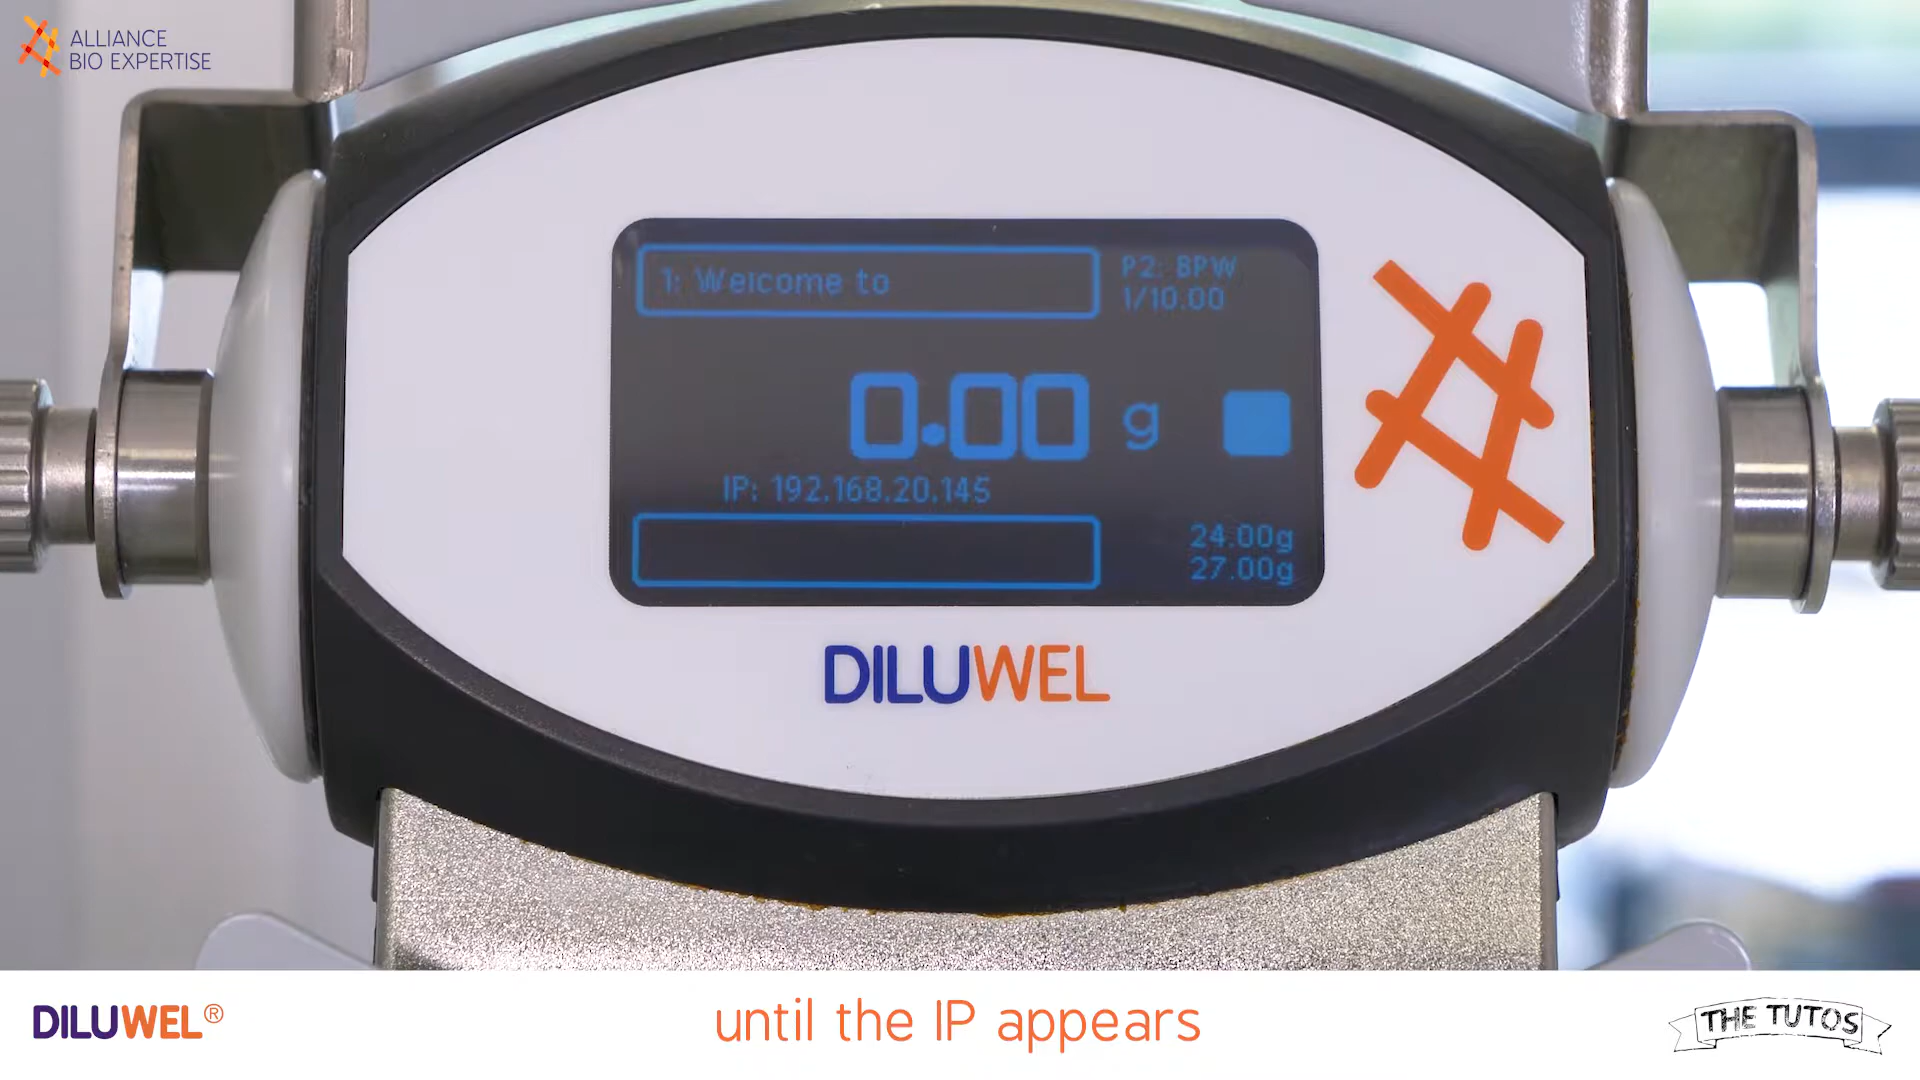 ALLIANCE
BIO EXPERTISE
1: Welcome to
P2: BPW
1/10.00
0.00 g
IP: 192.168.20.145
24.00g
27.00g
DILUWEL
DILUWEL®
until the IP appears
THE TUTOS